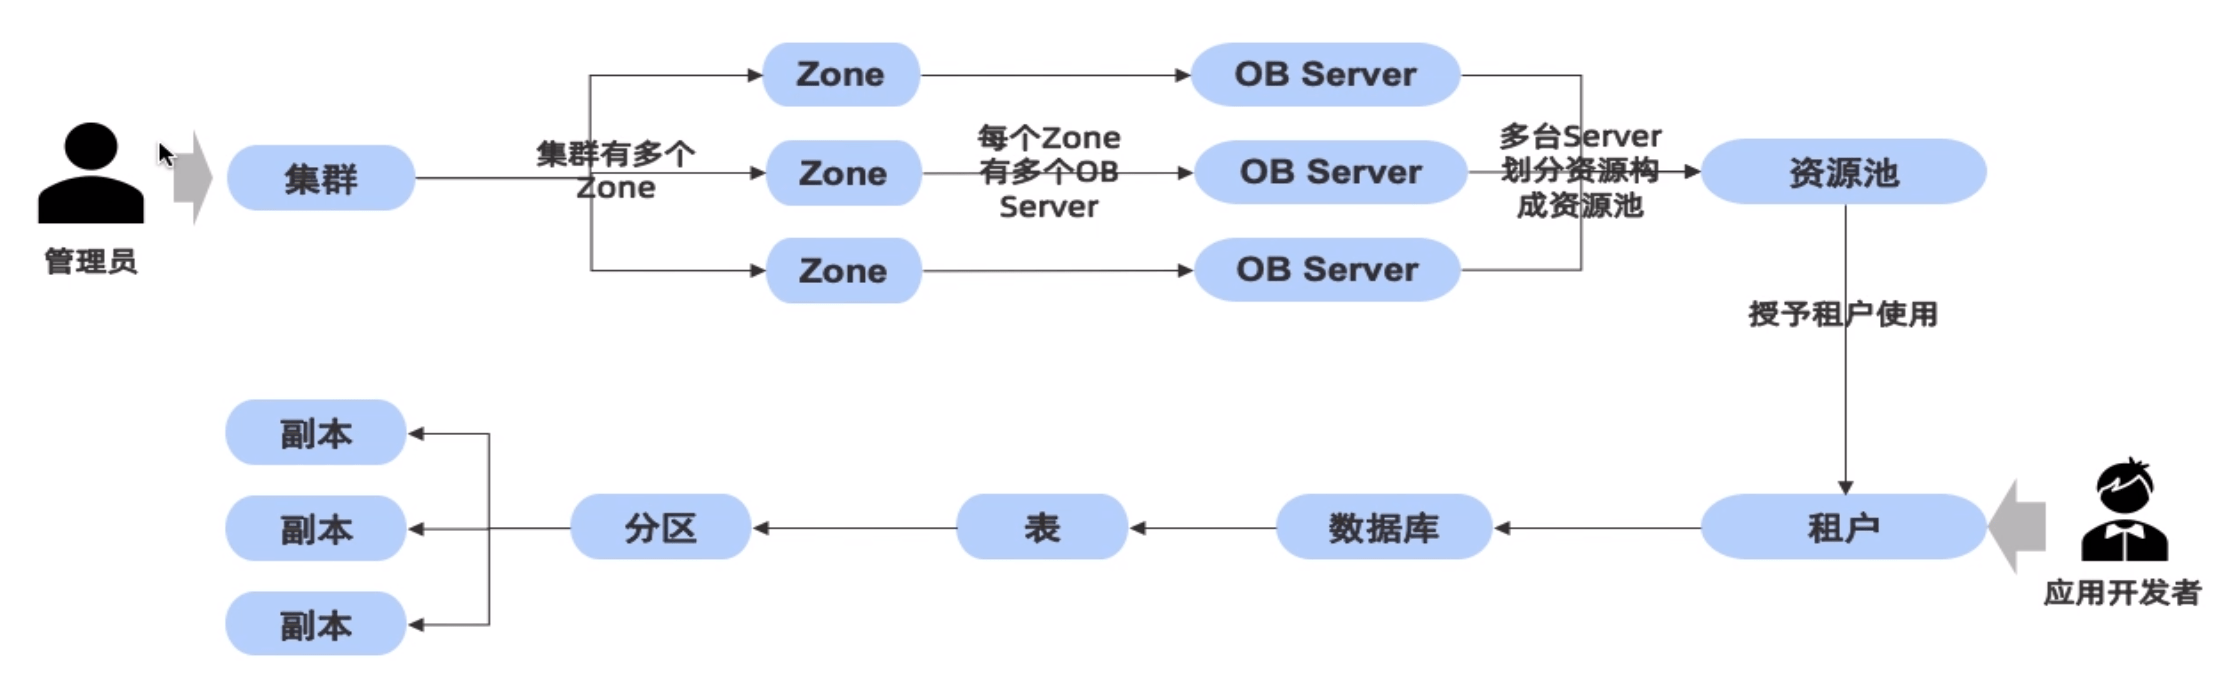 管理员
集群
集群有多个
Zone
Zone
Zone
Zone
每个Zone
有多个OB
Server
OB Server
OB Server
OB Server
多台Server
划分资源构
成资源池
资源池
授予租户使用
应用开发者
租户
数据库
表
分区
副本
副本
副本